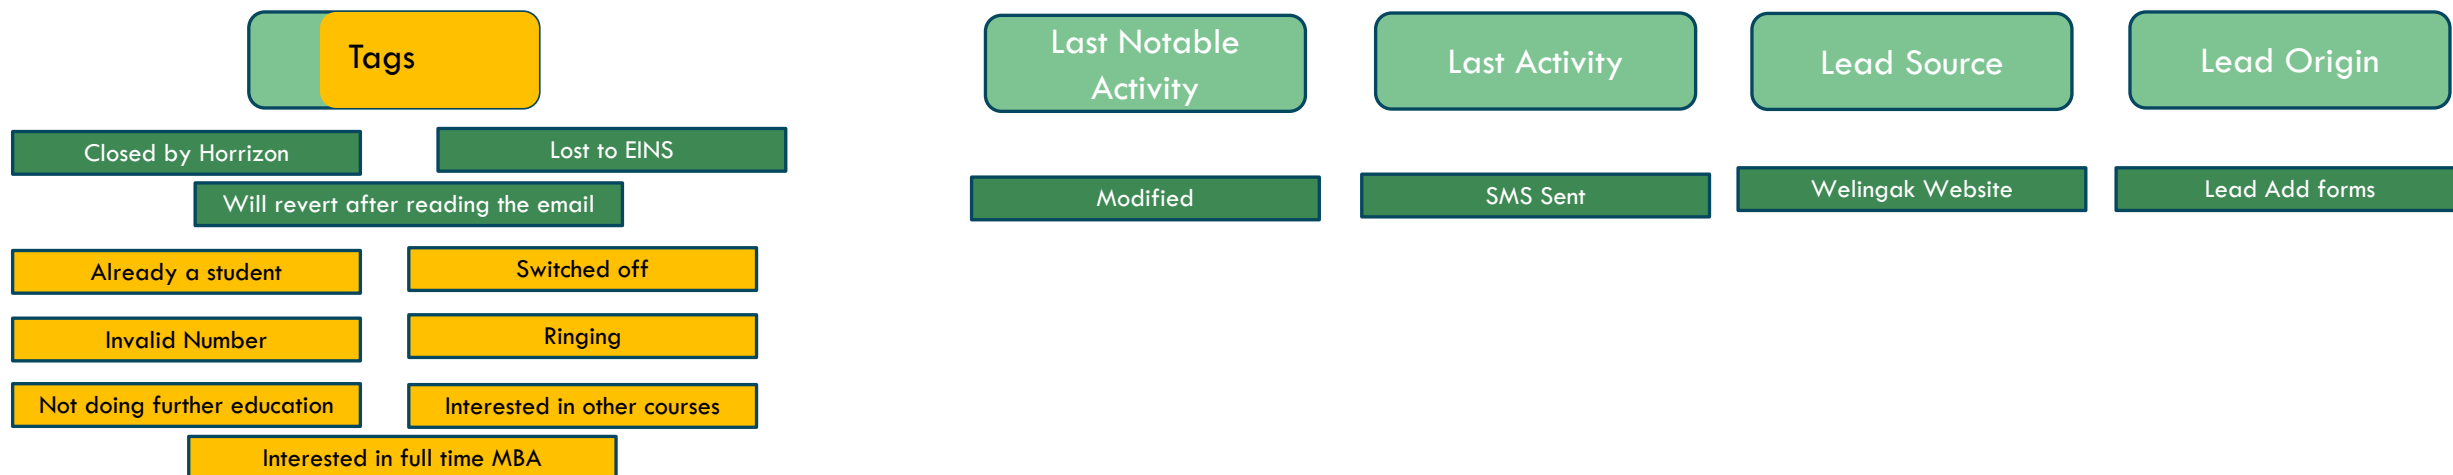 Tags
Closed by Horrizon
Lost to EINS
Will revert after reading the email
Already a student
Switched off
Invalid Number
Ringing
Not doing further education
Interested in other courses
Interested in full time MBA
Last Notable
Activity
Modified
Last Activity
SMS Sent
Lead Source
Welingak Website
Lead Origin
Lead Add forms